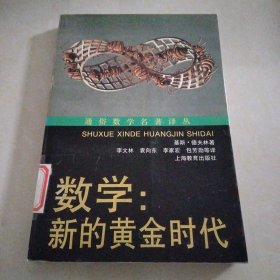 通俗数学名著译丛
SHUXUE XINDE HUANGJIN SHIDAI
基斯·德夫林著
李文林 袁向东 李家宏 包芳勋等译
上海教育出版社
数学:
新的黄金时代